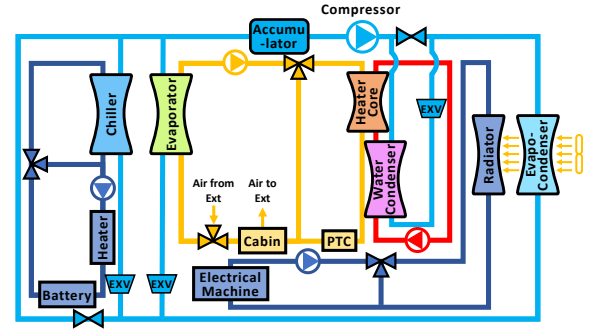 Compressor
Accumu
-lator
Chiller
Evaporator
Heater
Core
EXV
Water
Condenser
Radiator
Evapo-
Condenser
Air from
Ext
Air to
Ext
Cabin
PTC
Heater
Battery
EXV
EXV
Electrical
Machine